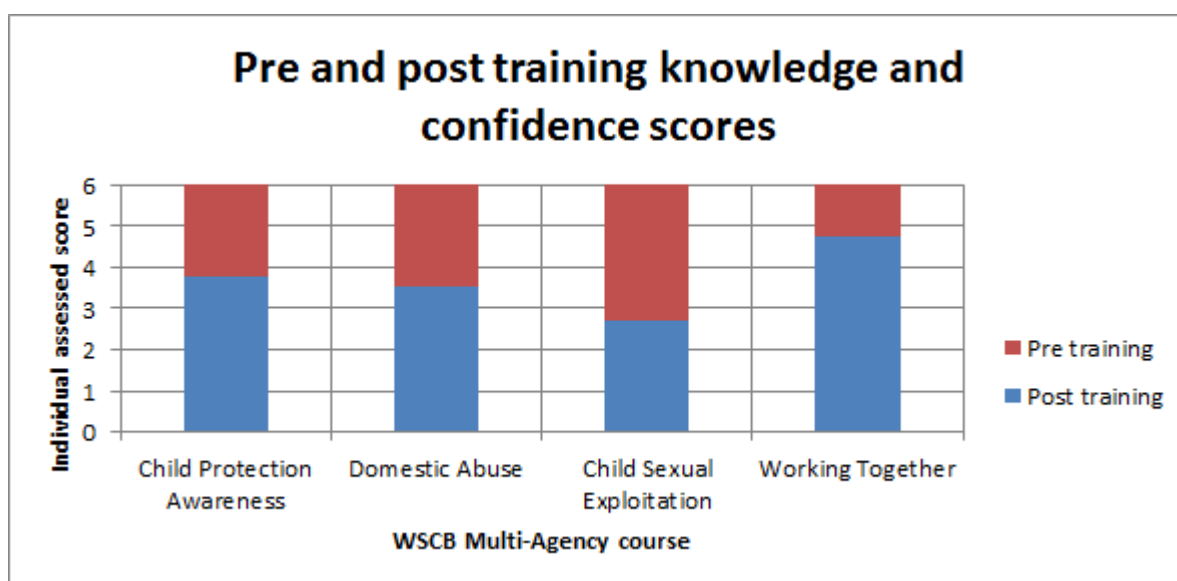 Pre and post training knowledge and
confidence scores
Individual assessed score
6
5
4
3
2
1
0
Child Protection
Awareness
Domestic Abuse
Child Sexual
Exploitation
Working Together
WSCB Multi-Agency course
Pre training
Post training